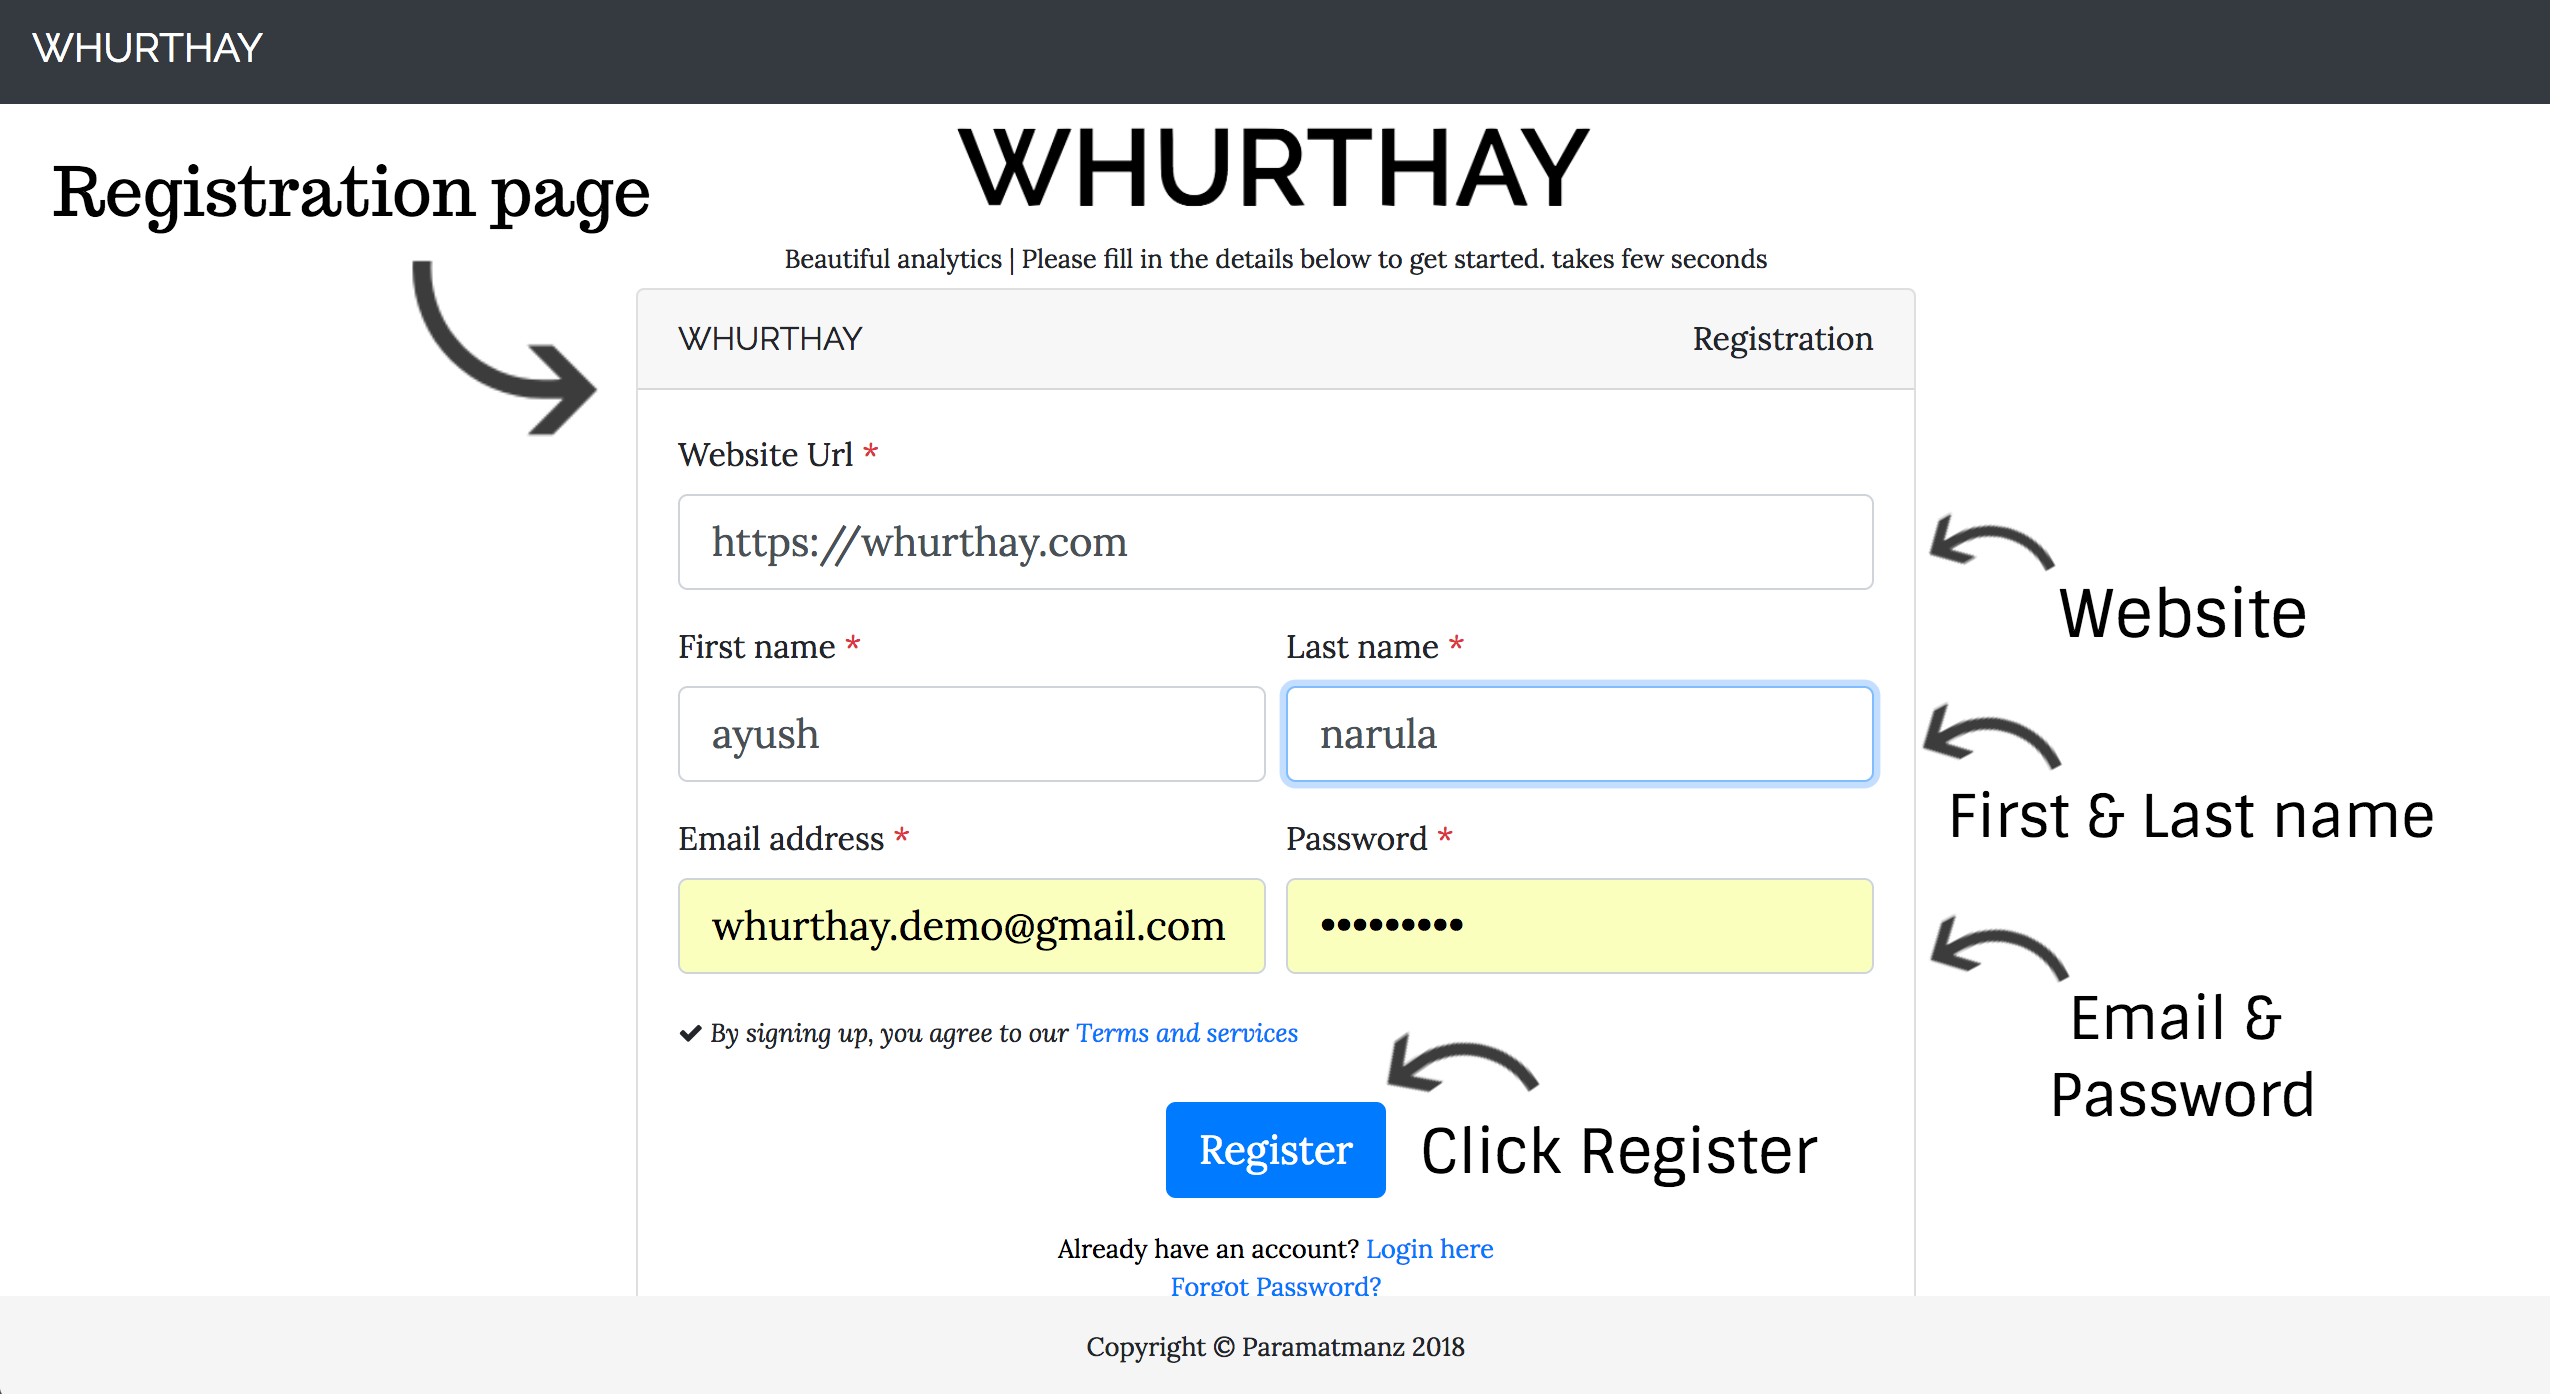 WHURTHAY
WHURTHAY
Registration page
Beautiful analytics | Please fill in the details below to get started. takes few seconds
WHURTHAY Registration
Website Url *
https://whurthay.com
Website
First name * Last name *
ayush narula
First & Last name
Email address * Password *
whurthay.demo@gmail.com •••••••••
Email &
Password
By signing up, you agree to our Terms and services
Register
Click Register
Already have an account? Login here
Forgot Password?
Copyright © Paramatmanz 2018